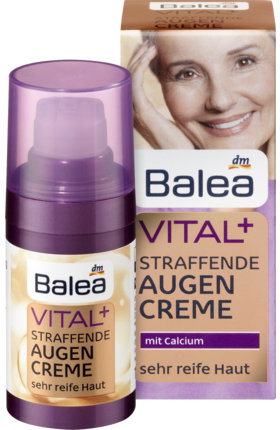 dm
Balea
VITAL+
STRAFFENDE
AUGEN
CREME
sehr reife Haut
dm
Balea
VITAL+
STRAFFENDE
AUGEN
CREME
mit Calcium
sehr reife Haut